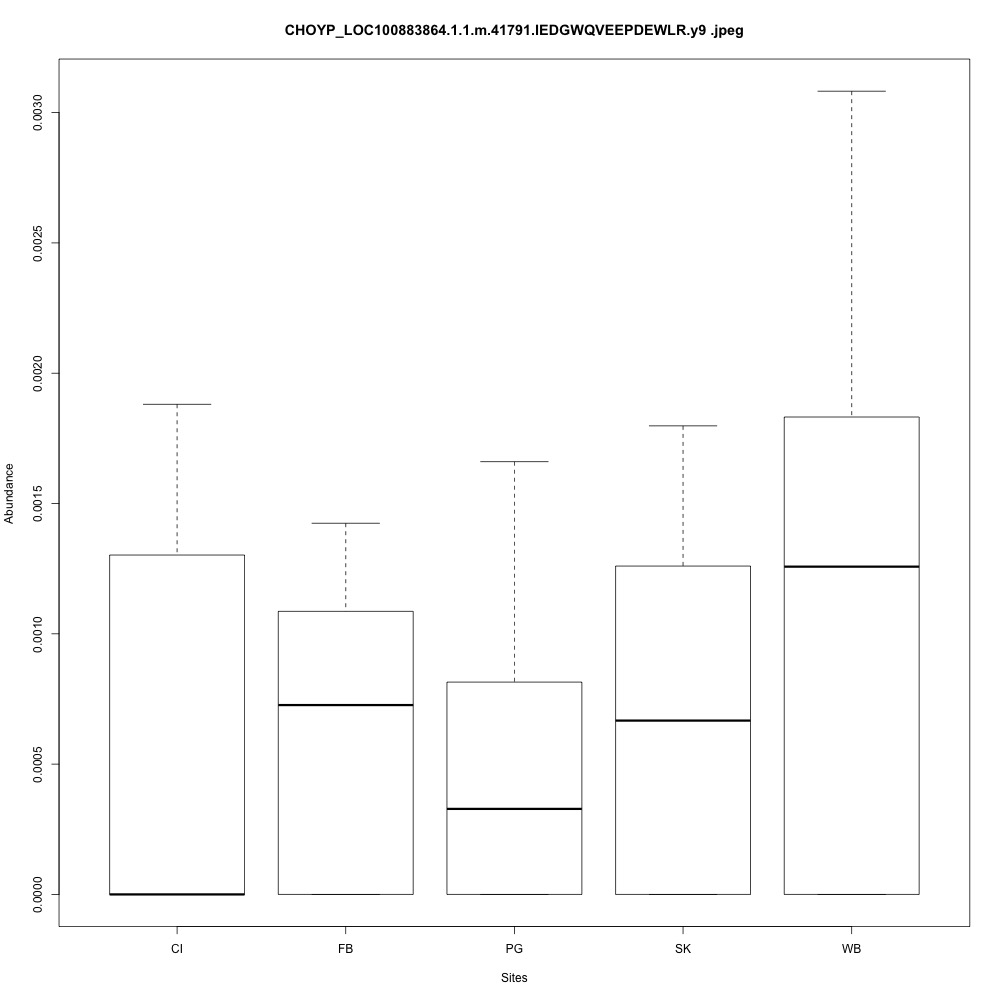 CHOYP_LOC100883864.1.1.m.41791.IEDGWQVEEPDEWLR.y9 .jpeg
0.0030
0.0025
0.0020
0.0015
0.0010
0.0005
0.0000
Abundance
CI FB PG SK WB
Sites